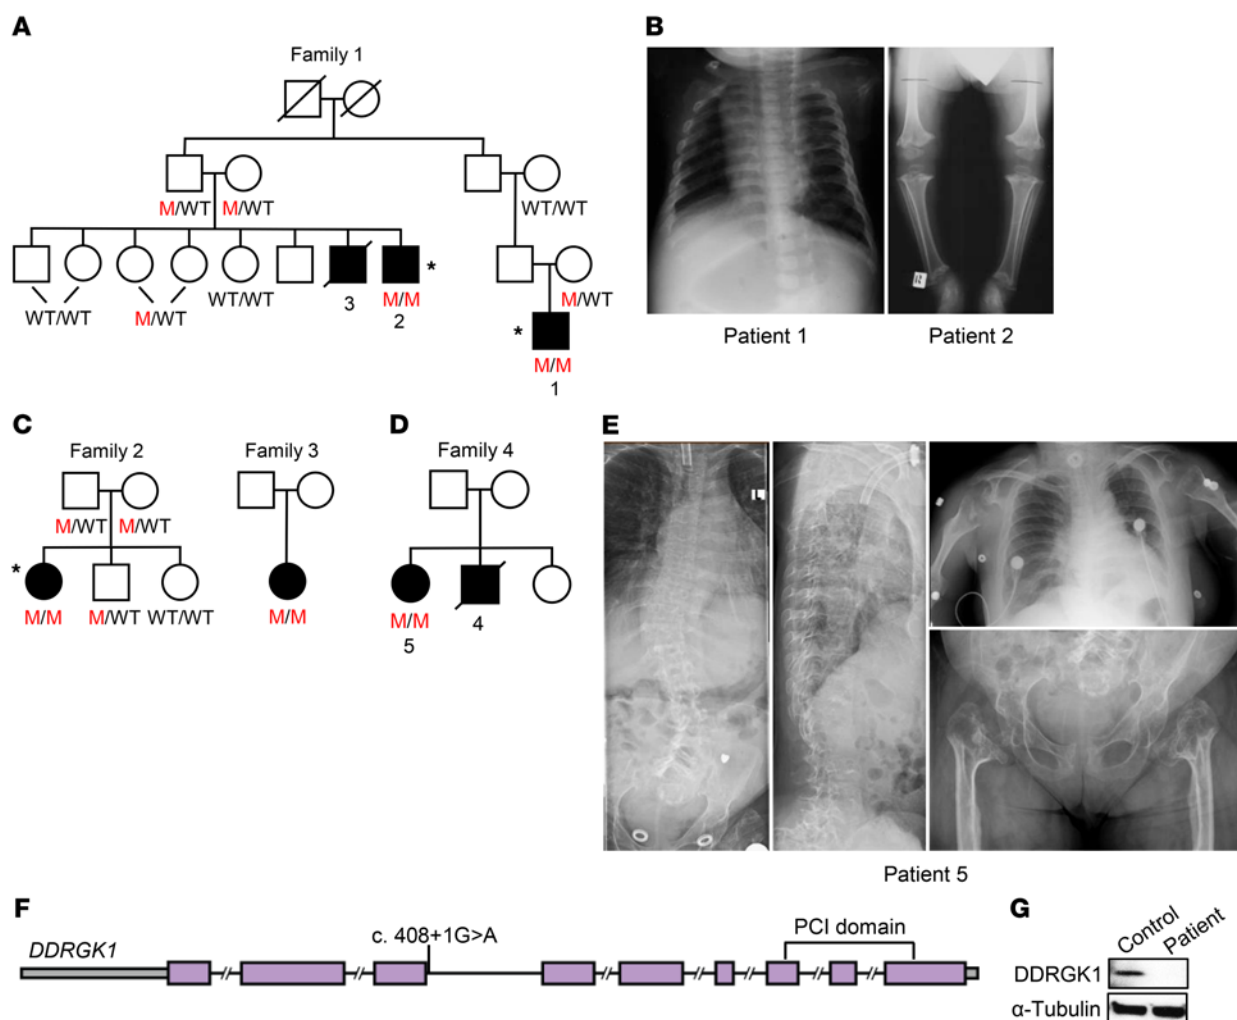 A
Family 1
M/WT
M/WT
WT/WT
WT/WT
M/WT
WT/WT
3
M/M
2
*
M/WT
*
M/M
1
B
Patient 1
Patient 2
C
Family 2
M/WT
M/WT
*
M/M
M/WT
WT/WT
Family 3
M/M
D
Family 4
M/M
5
4
E
Patient 5
F
DDRGK1
c. 408+1G>A
PCI domain
G
Control
Patient
DDRGK1
α-Tubulin